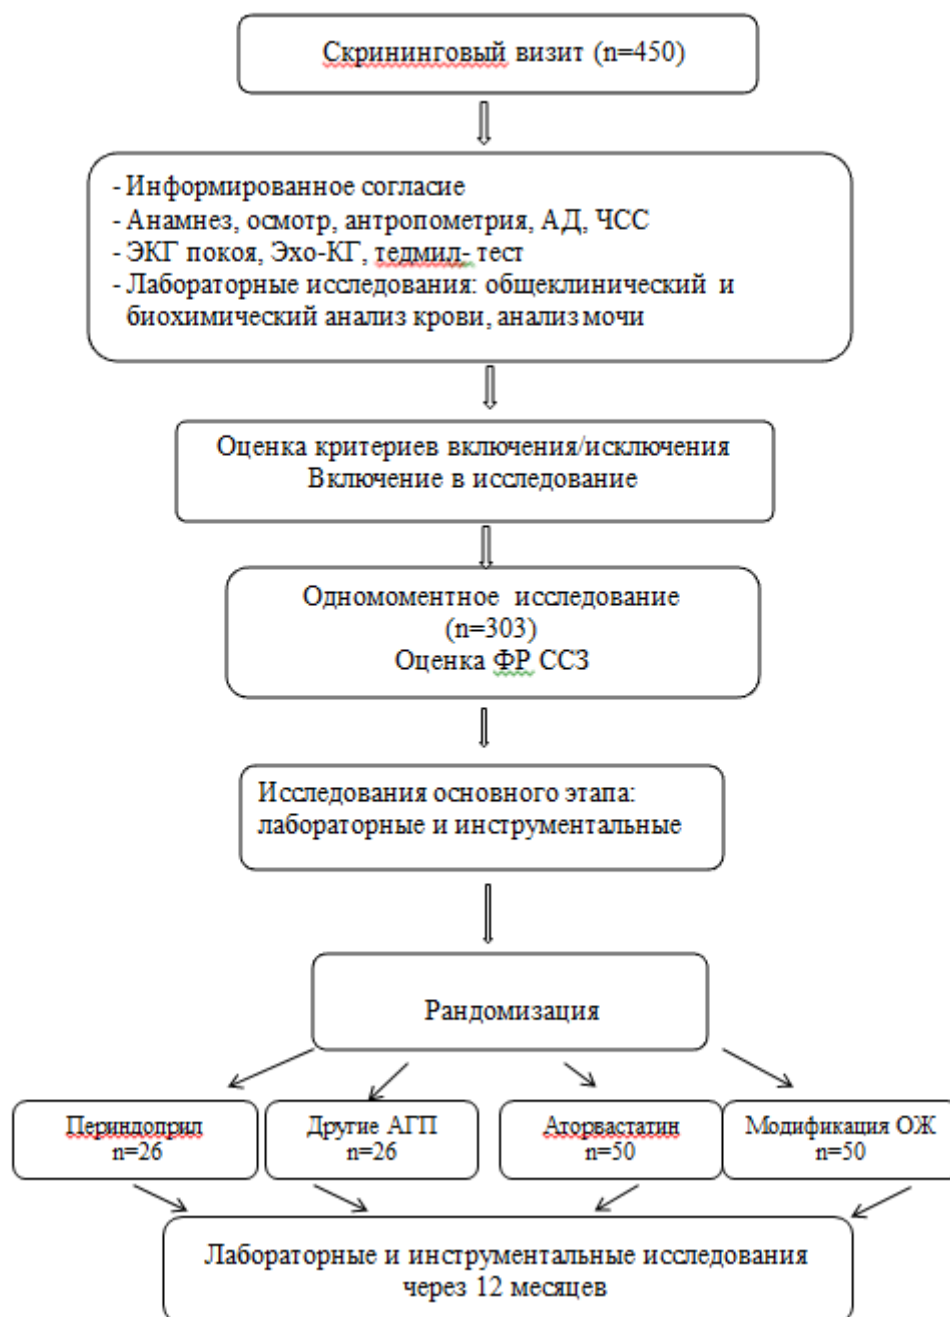 Скрининговый визит (n=450)
- Информированное согласие
- Анамнез, осмотр, антропометрия, АД, ЧСС
- ЭКГ покоя, Эхо-КГ, тедмил- тест
- Лабораторные исследования: общеклинический и
биохимический анализ крови, анализ мочи
Оценка критериев включения/исключения
Включение в исследование
Одномоментное исследование
(n=303)
Оценка ФР ССЗ
Исследования основного этапа:
лабораторные и инструментальные
Рандомизация
Периндоприл
n=26
Другие АГП
n=26
Аторвастатин
n=50
Модификация ОЖ
n=50
Лабораторные и инструментальные исследования
через 12 месяцев